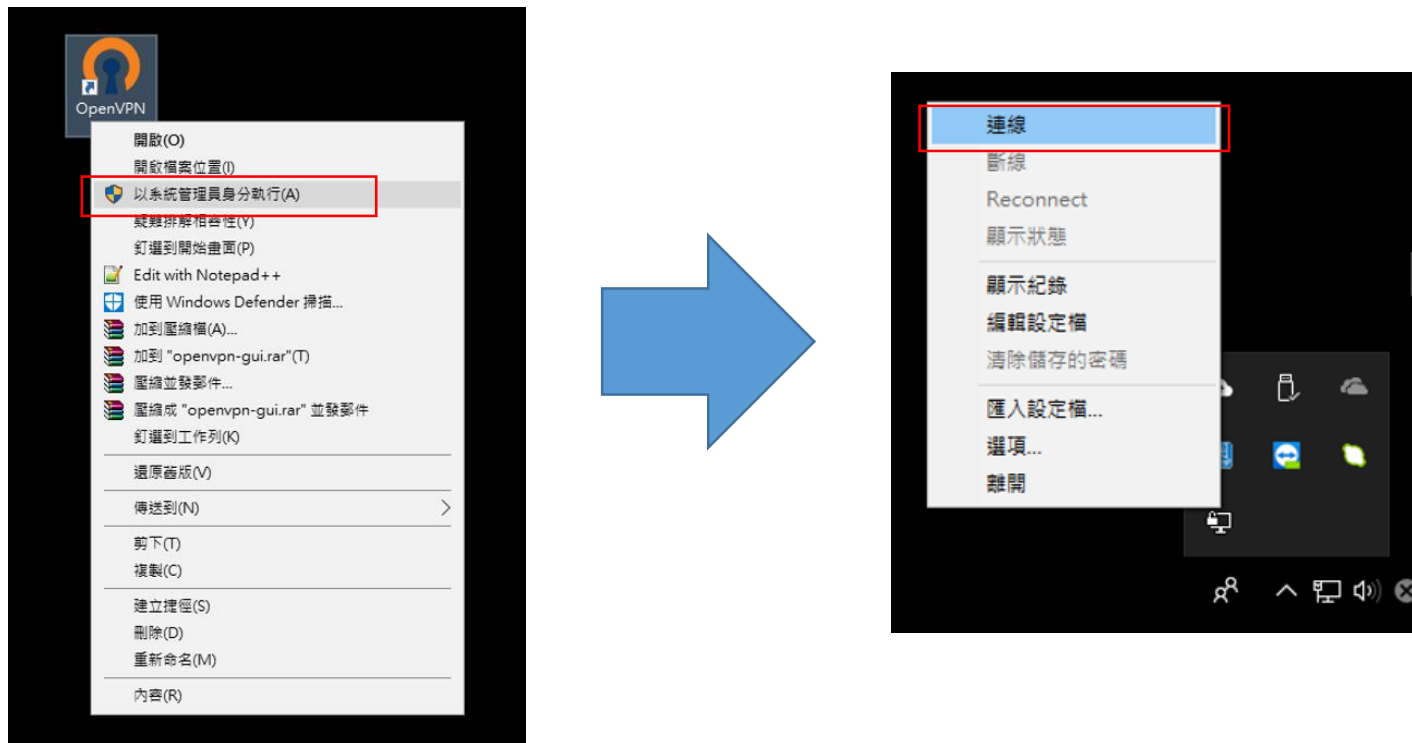 OpenVPN
開啟(O)
開啟檔案位置(I)
以系統管理員身分執行(A)
疑難排解相容性(Y)
釘選到開始畫面(P)
Edit with Notepad++
使用 Windows Defender 掃描...
加到壓縮檔(A)...
加到 "openvpn-gui.rar"(T)
壓縮並發郵件...
壓縮成 "openvpn-gui.rar" 並發郵件
釘選到工作列(K)
還原舊版(V)
傳送到(N)
剪下(T)
複製(C)
建立捷徑(S)
刪除(D)
重新命名(M)
內容(R)
連線
斷線
Reconnect
顯示狀態
顯示紀錄
編輯設定檔
清除儲存的密碼
匯入設定檔...
選項...
離開